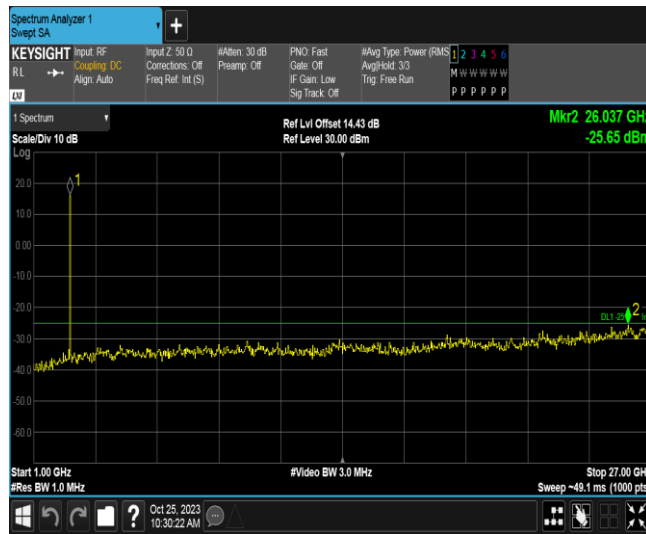 Spectrum Analyzer 1
Swept SA
+
KEYSIGHT Input: RF Input Z: 50 Ω #Atten: 30 dB PNO: Fast #Avg Type: Power (RMS 1 2 3 4 5 6
RL Coupling: DC Corrections: Off Preamp: Off Gate: Off Avg|Hold: 3/3 M W W W W W
Align: Auto Freq Ref: Int (S) IF Gain: Low Trig: Free Run
LXI Sig Track: Off P P P P P P
1 Spectrum Ref Lvl Offset 14.43 dB Mkr2 26.037 GHz
Scale/Div 10 dB Ref Level 30.00 dBm -25.65 dBm
Log
1
20.0
10.0
0.00
-10.0
-20.0
2
DL1 -25
-30.0
-40.0
-50.0
-60.0
Start 1.00 GHz #Video BW 3.0 MHz Stop 27.00 GHz
#Res BW 1.0 MHz Sweep ~49.1 ms (1000 pts
? Oct 25, 2023
10:30:22 AM